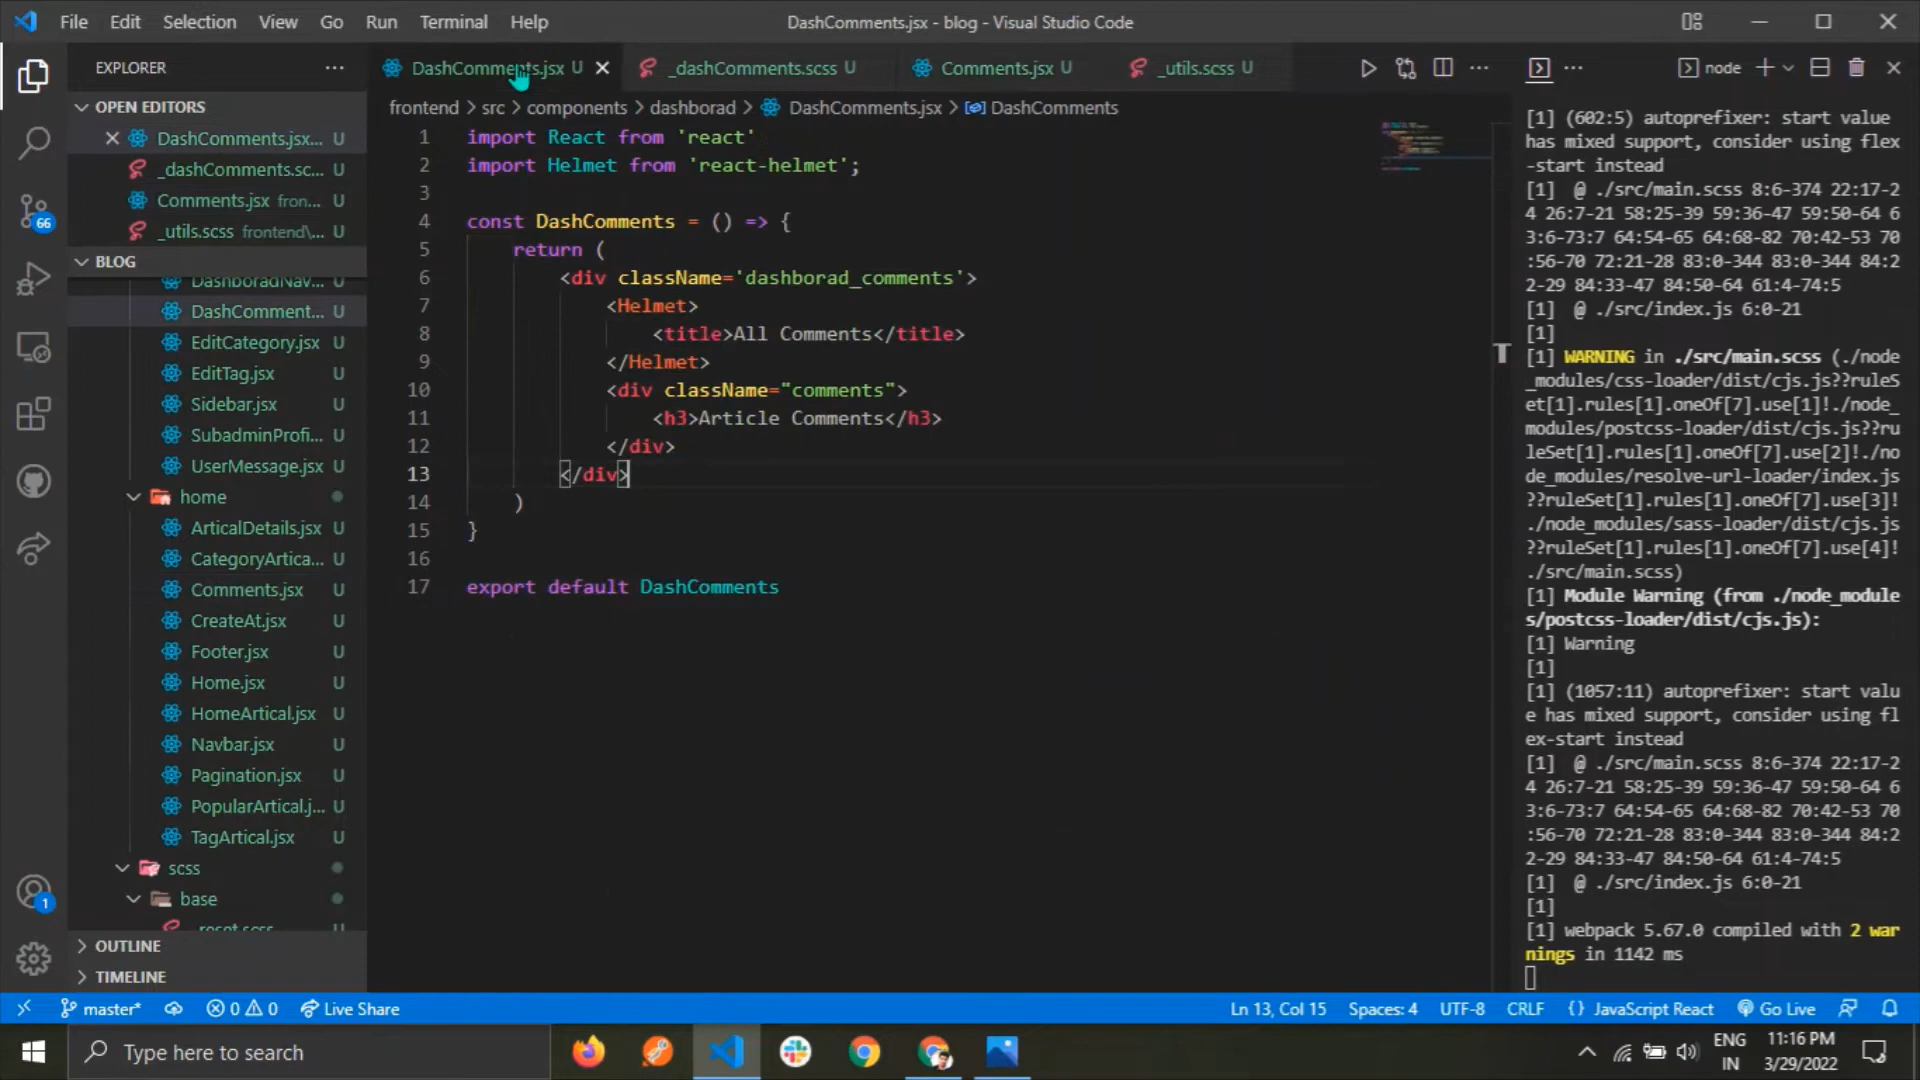 File Edit Selection View Go Run Terminal Help
DashComments.jsx - blog - Visual Studio Code
EXPLORER
OPEN EDITORS
DashComments.jsx... U
_dashComments.sc... U
Comments.jsx fron... U
_utils.scss frontend\... U
BLOG
DashboradNav...
DashComment... U
EditCategory.jsx U
EditTag.jsx U
Sidebar.jsx U
SubadminProfi... U
UserMessage.jsx U
home
ArticalDetails.jsx U
CategoryArtica... U
Comments.jsx U
CreateAt.jsx U
Footer.jsx U
Home.jsx U
HomeArtical.jsx U
Navbar.jsx U
Pagination.jsx U
PopularArtical.j... U
TagArtical.jsx U
scss
base
_reset.scss U
OUTLINE
TIMELINE
66
1
DashComments.jsx U
_dashComments.scss U
Comments.jsx U
_utils.scss U
frontend > src > components > dashborad > DashComments.jsx > DashComments
1 import React from 'react'
2 import Helmet from 'react-helmet';
3
4 const DashComments = () => {
5 return (
6 <div className='dashborad_comments'>
7 <Helmet>
8 <title>All Comments</title>
9 </Helmet>
10 <div className="comments">
11 <h3>Article Comments</h3>
12 </div>
13 </div>
14 )
15 }
16
17 export default DashComments
node
[1] (602:5) autoprefixer: start value
has mixed support, consider using flex
-start instead
[1] @ ./src/main.scss 8:6-374 22:17-2
4 26:7-21 58:25-39 59:36-47 59:50-64 6
3:6-73:7 64:54-65 64:68-82 70:42-53 70
:56-70 72:21-28 83:0-344 83:0-344 84:2
2-29 84:33-47 84:50-64 61:4-74:5
[1] @ ./src/index.js 6:0-21
[1]
[1] WARNING in ./src/main.scss (./node
_modules/css-loader/dist/cjs.js??ruleS
et[1].rules[1].oneOf[7].use[1]!./node_
modules/postcss-loader/dist/cjs.js??ru
leSet[1].rules[1].oneOf[7].use[2]!./no
de_modules/resolve-url-loader/index.js
??ruleSet[1].rules[1].oneOf[7].use[3]!
./node_modules/sass-loader/dist/cjs.js
??ruleSet[1].rules[1].oneOf[7].use[4]!
./src/main.scss)
[1] Module Warning (from ./node_module
s/postcss-loader/dist/cjs.js):
[1] Warning
[1]
[1] (1057:11) autoprefixer: start valu
e has mixed support, consider using fl
ex-start instead
[1] @ ./src/main.scss 8:6-374 22:17-2
4 26:7-21 58:25-39 59:36-47 59:50-64 6
3:6-73:7 64:54-65 64:68-82 70:42-53 70
:56-70 72:21-28 83:0-344 83:0-344 84:2
2-29 84:33-47 84:50-64 61:4-74:5
[1] @ ./src/index.js 6:0-21
[1]
[1] webpack 5.67.0 compiled with 2 war
nings in 1142 ms
master* 0 0 Live Share
Ln 13, Col 15 Spaces: 4 UTF-8 CRLF {} JavaScript React Go Live
Type here to search
ENG
IN
11:16 PM
3/29/2022